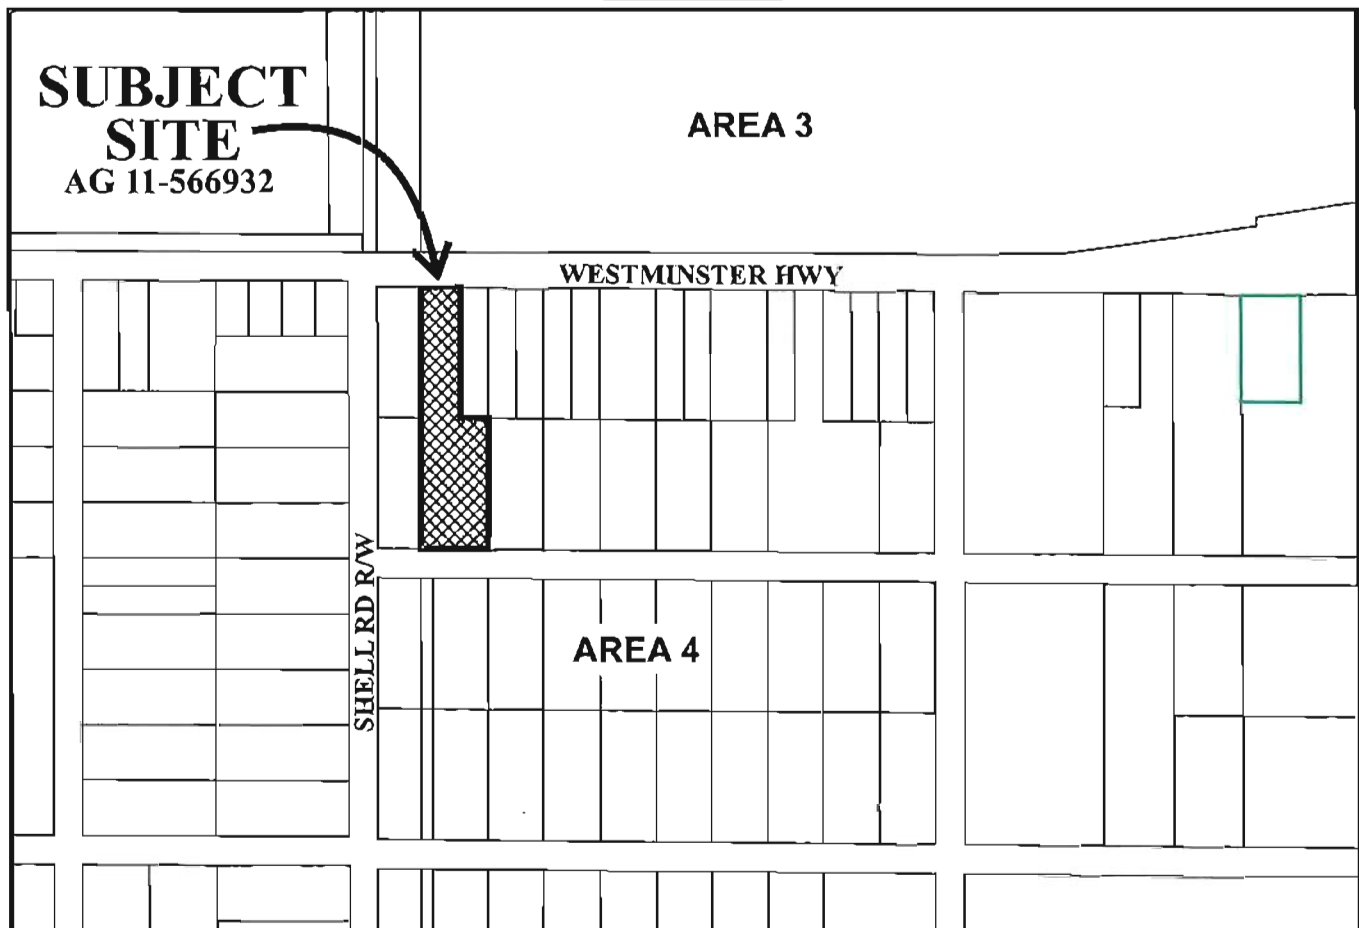 SUBJECT
SITE
AG 11-566932
AREA 3
WESTMINSTER HWY
SHELL RD R/W
AREA 4